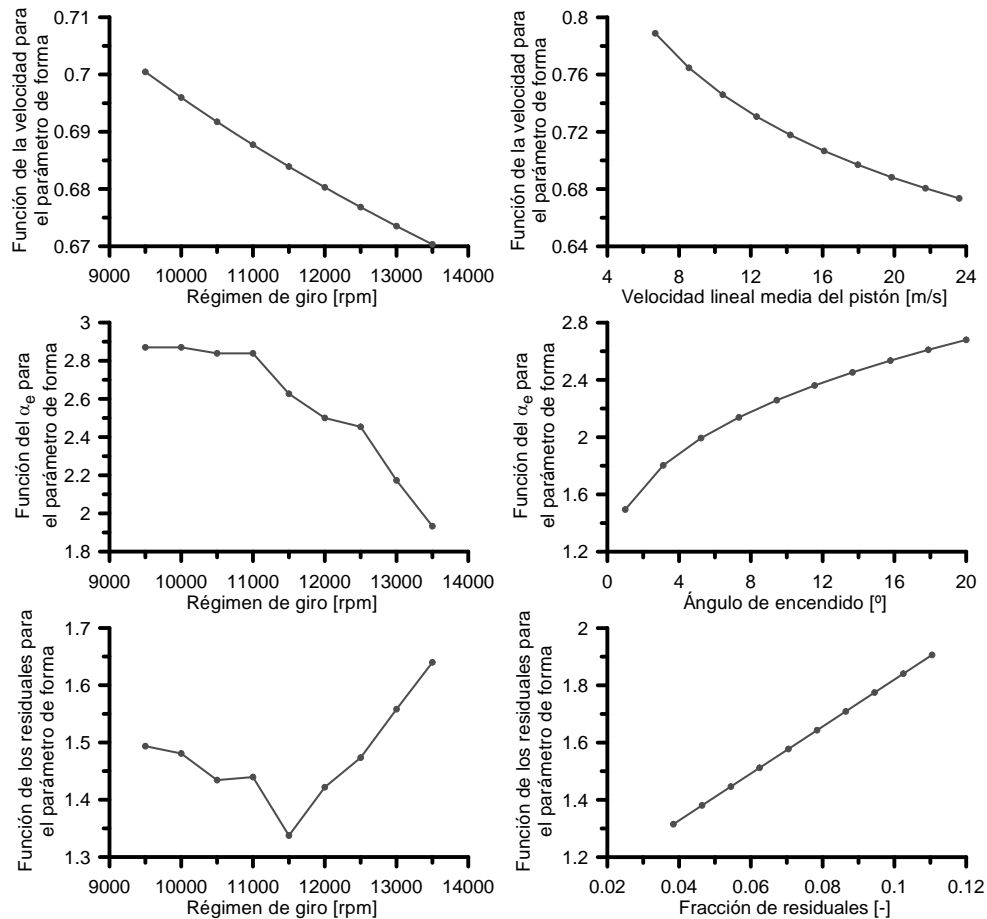 Función de la velocidad para
el parámetro de forma
0.71
0.7
0.69
0.68
0.67
9000 10000 11000 12000 13000 14000
Régimen de giro [rpm]
Función de la velocidad para
el parámetro de forma
0.8
0.76
0.72
0.68
0.64
4 8 12 16 20 24
Velocidad lineal media del pistón [m/s]
Función del αe para
el parámetro de forma
3
2.8
2.6
2.4
2.2
2
1.8
9000 10000 11000 12000 13000 14000
Régimen de giro [rpm]
Función del αe para
el parámetro de forma
2.8
2.4
2
1.6
1.2
0 4 8 12 16 20
Ángulo de encendido [º]
Función de los residuales para
el parámetro de forma
1.7
1.6
1.5
1.4
1.3
9000 10000 11000 12000 13000 14000
Régimen de giro [rpm]
Función de los residuales para
el parámetro de forma
2
1.8
1.6
1.4
1.2
0.02 0.04 0.06 0.08 0.1 0.12
Fracción de residuales [-]